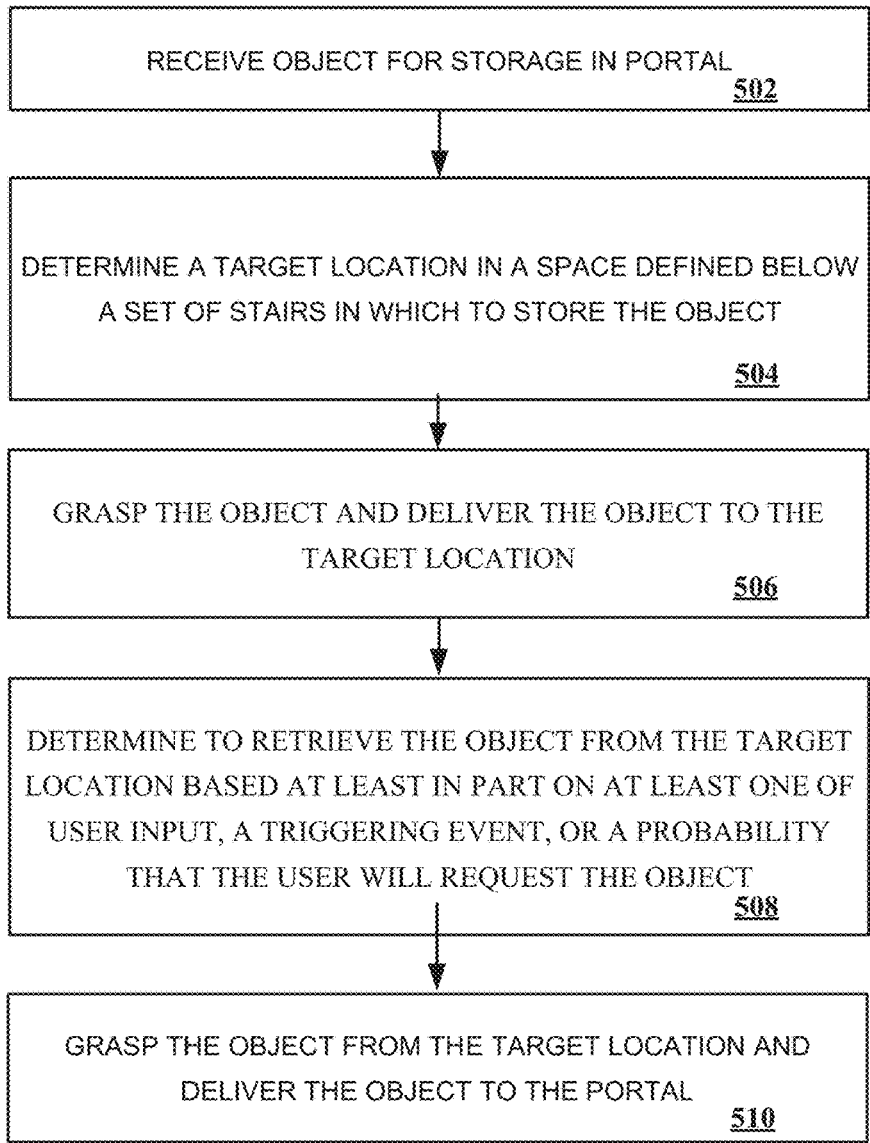 RECEIVE OBJECT FOR STORAGE IN PORTAL
502
DETERMINE A TARGET LOCATION IN A SPACE DEFINED BELOW
A SET OF STAIRS IN WHICH TO STORE THE OBJECT
504
GRASP THE OBJECT AND DELIVER THE OBJECT TO THE
TARGET LOCATION
506
DETERMINE TO RETRIEVE THE OBJECT FROM THE TARGET
LOCATION BASED AT LEAST IN PART ON AT LEAST ONE OF
USER INPUT, A TRIGGERING EVENT, OR A PROBABILITY
THAT THE USER WILL REQUEST THE OBJECT
508
GRASP THE OBJECT FROM THE TARGET LOCATION AND
DELIVER THE OBJECT TO THE PORTAL
510